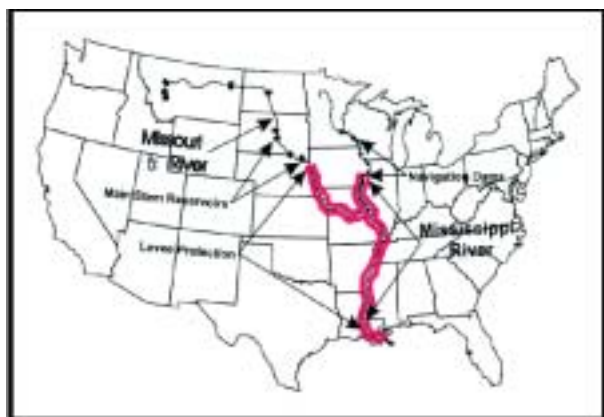 Missouri
River
Main Stem Reservoirs
Levee Protection
Navigation Dams
Mississippi
River